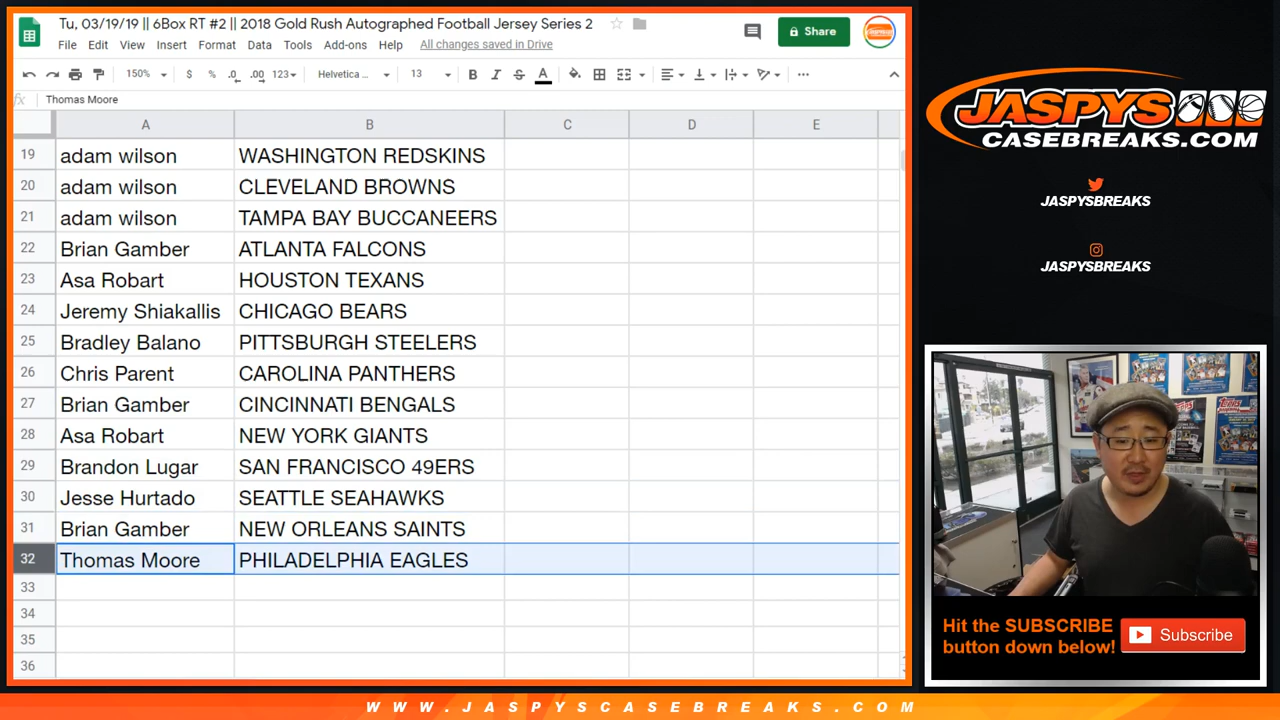 Tu, 03/19/19 || 6Box RT #2 || 2018 Gold Rush Autographed Football Jersey Series 2
Share
File Edit View Insert Format Data Tools Add-ons Help All changes saved in Drive
150% $ % .0 .00 123 Helvetica ... 13 B I S A
fx Thomas Moore
A B C D E
19 adam wilson WASHINGTON REDSKINS
20 adam wilson CLEVELAND BROWNS
21 adam wilson TAMPA BAY BUCCANEERS
22 Brian Gamber ATLANTA FALCONS
23 Asa Robart HOUSTON TEXANS
24 Jeremy Shiakallis CHICAGO BEARS
25 Bradley Balano PITTSBURGH STEELERS
26 Chris Parent CAROLINA PANTHERS
27 Brian Gamber CINCINNATI BENGALS
28 Asa Robart NEW YORK GIANTS
29 Brandon Lugar SAN FRANCISCO 49ERS
30 Jesse Hurtado SEATTLE SEAHAWKS
31 Brian Gamber NEW ORLEANS SAINTS
32 Thomas Moore PHILADELPHIA EAGLES
33
34
35
36
JASPYS
CASEBREAKS.COM
JASPYSBREAKS
JASPYSBREAKS
Topps
Hit the SUBSCRIBE
button down below!
Subscribe
WWW.JASPYSCASEBREAKS.COM